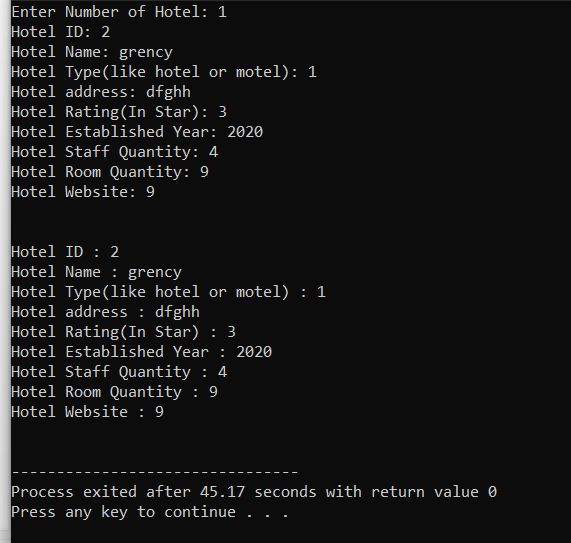 Enter Number of Hotel: 1
Hotel ID: 2
Hotel Name: grency
Hotel Type(like hotel or motel): 1
Hotel address: dfghh
Hotel Rating(In Star): 3
Hotel Established Year: 2020
Hotel Staff Quantity: 4
Hotel Room Quantity: 9
Hotel Website: 9
Hotel ID : 2
Hotel Name : grency
Hotel Type(like hotel or motel) : 1
Hotel address : dfghh
Hotel Rating(In Star) : 3
Hotel Established Year : 2020
Hotel Staff Quantity : 4
Hotel Room Quantity : 9
Hotel Website : 9
--------------------------------
Process exited after 45.17 seconds with return value 0
Press any key to continue . . .